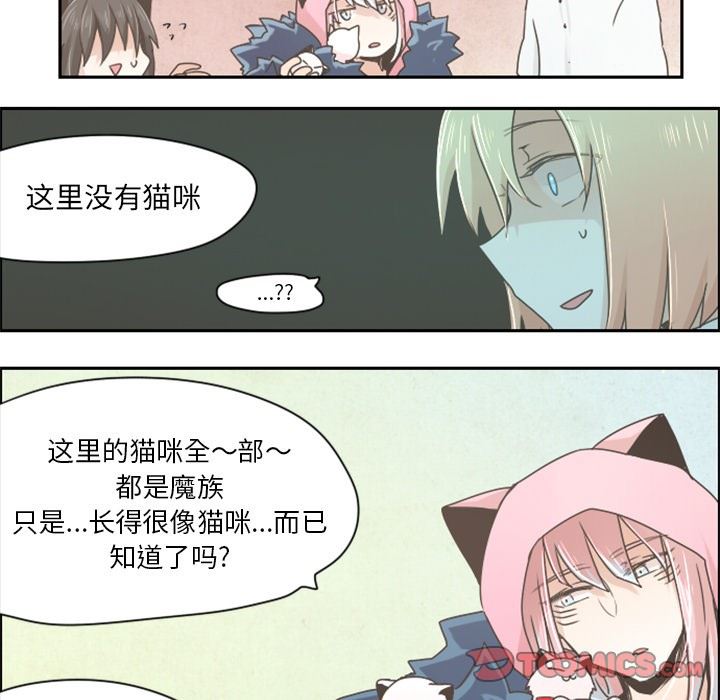 这里没有猫咪
...??
这里的猫咪全～部～
都是魔族
只是...长得很像猫咪...而已
知道了吗?
TOOMICS.COM